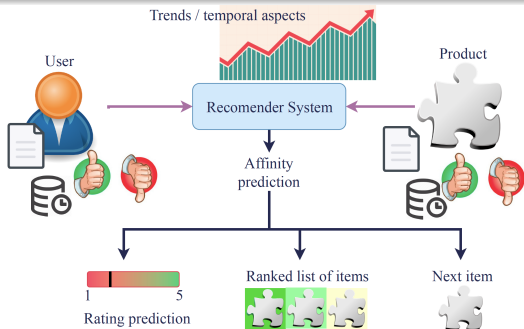 Trends / temporal aspects
User
Product
Recomender System
Affinity
prediction
1
5
Rating prediction
Ranked list of items
Next item